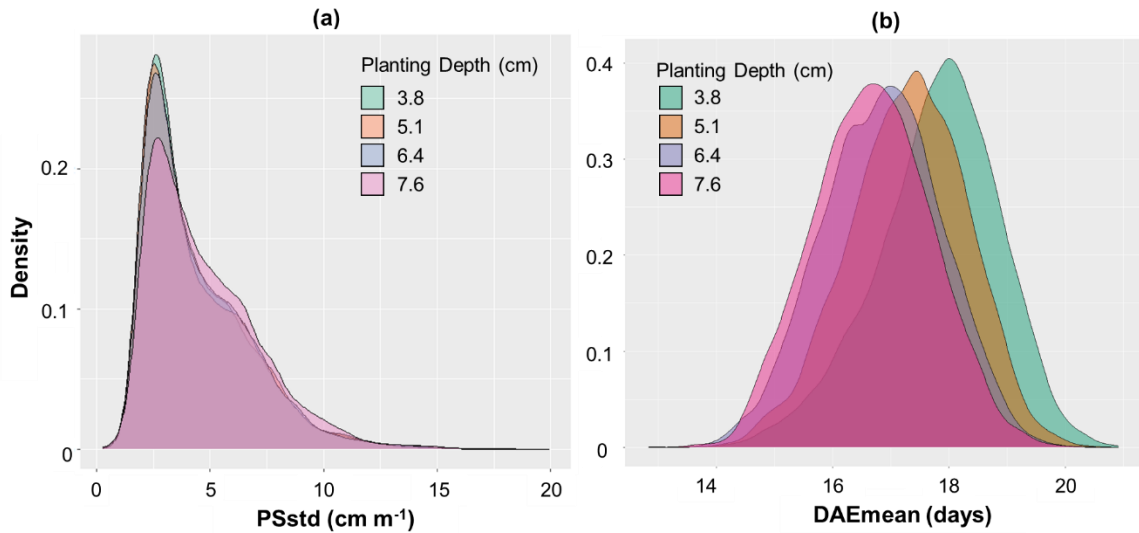 (a)
Planting Depth (cm)
3.8
5.1
6.4
7.6
Density
0.2
0.1
0
0 5 10 15 20
PSstd (cm m⁻¹)
(b)
Planting Depth (cm)
3.8
5.1
6.4
7.6
0.4
0.3
0.2
0.1
0
14 16 17 18 20
DAEmean (days)